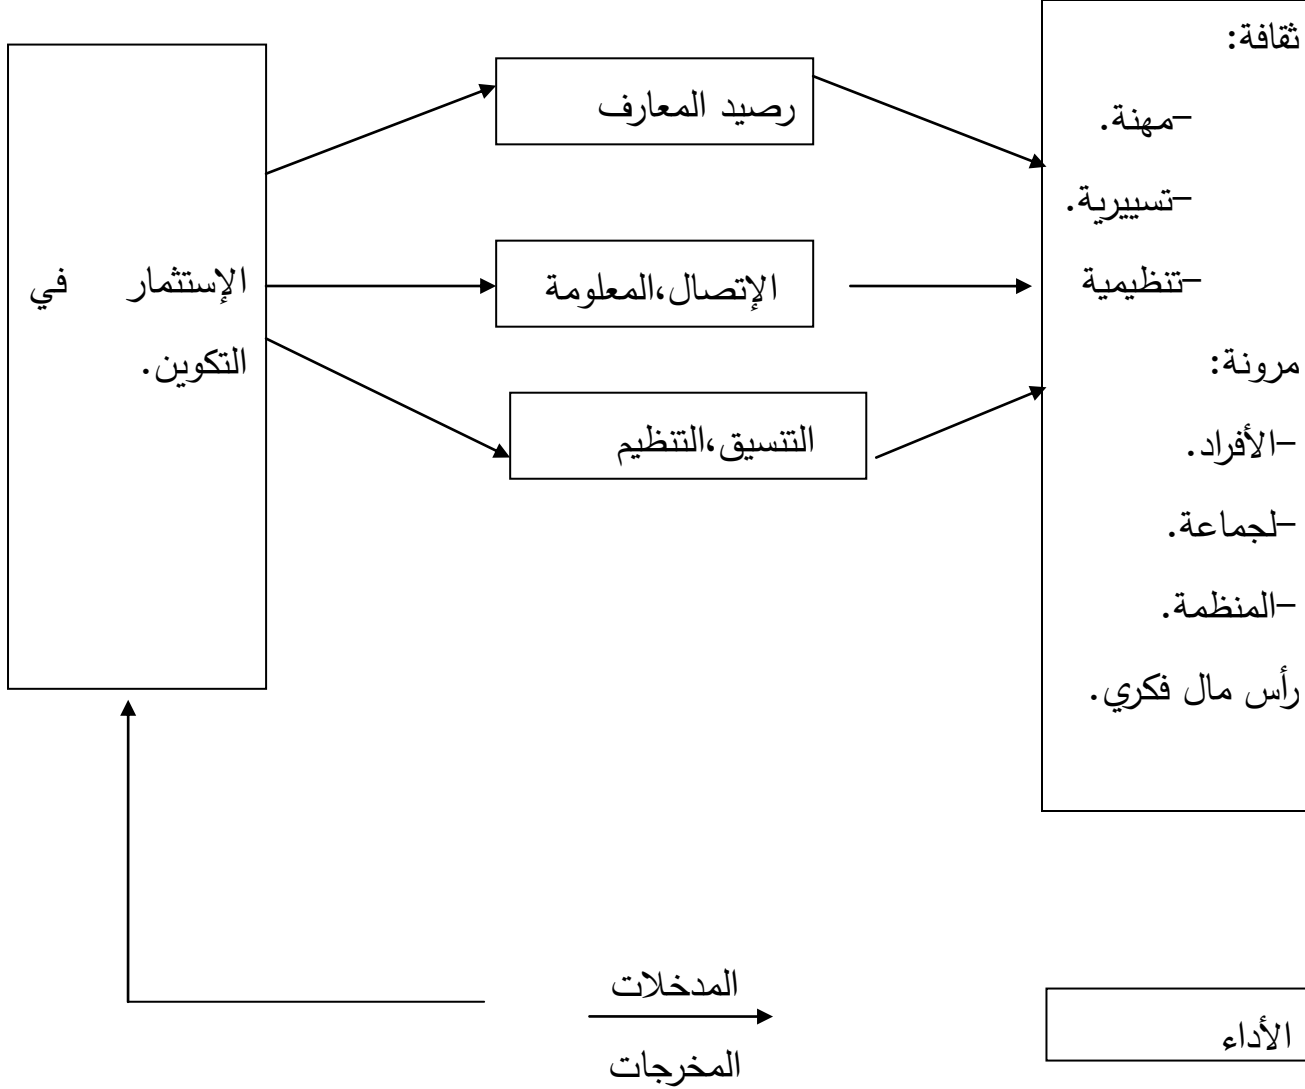 ثقافة:
-مهنة.
-تسييرية.
-تنظيمية
مرونة:
-الأفراد.
-لجماعة.
-المنظمة.
رأس مال فكري.
رصيد المعارف
الإتصال،المعلومة
التنسيق،التنظيم
الإستثمار في
التكوين.
المدخلات
المخرجات
الأداء